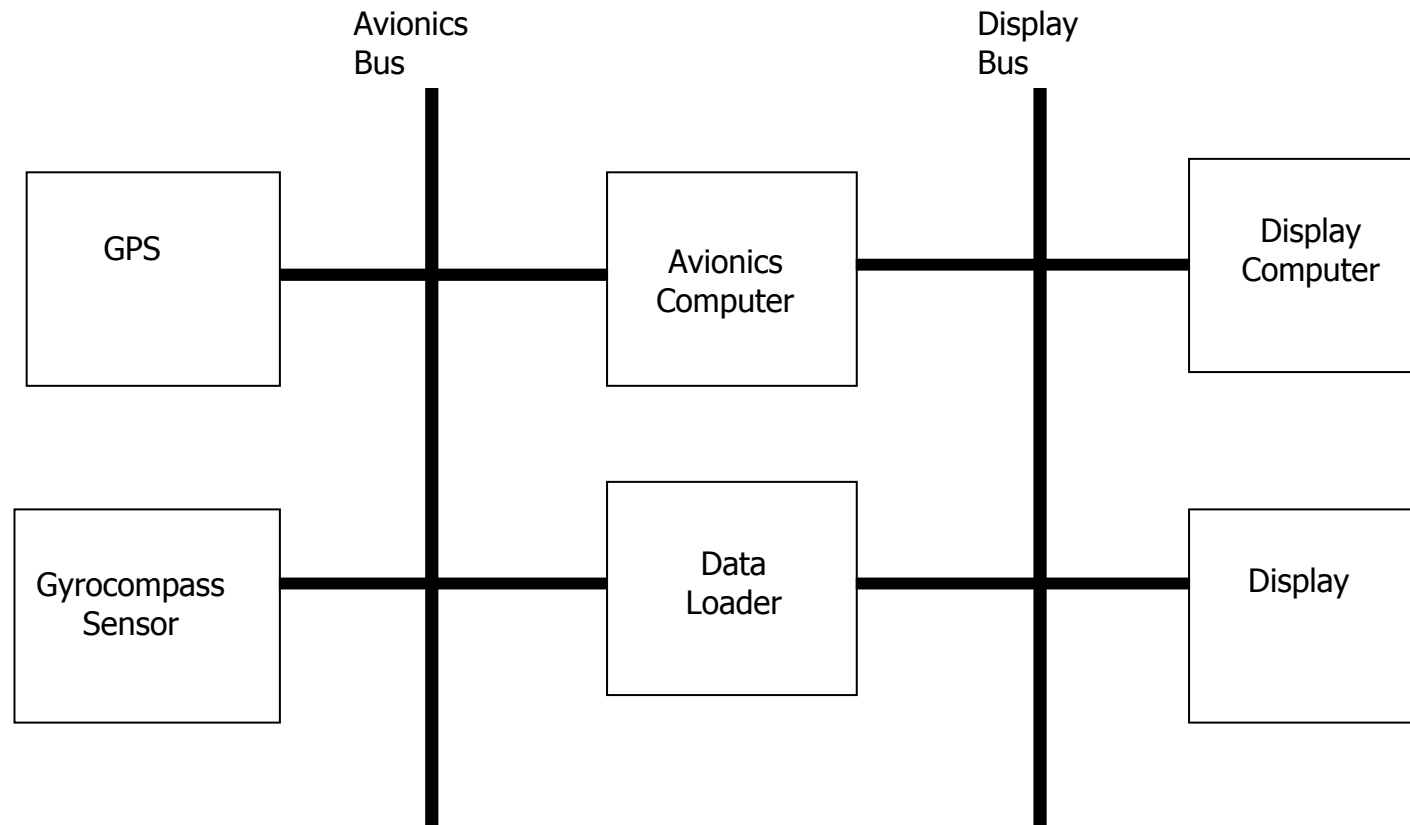 Avionics
Bus
Display
Bus
GPS
Avionics
Computer
Display
Computer
Gyrocompass
Sensor
Data
Loader
Display